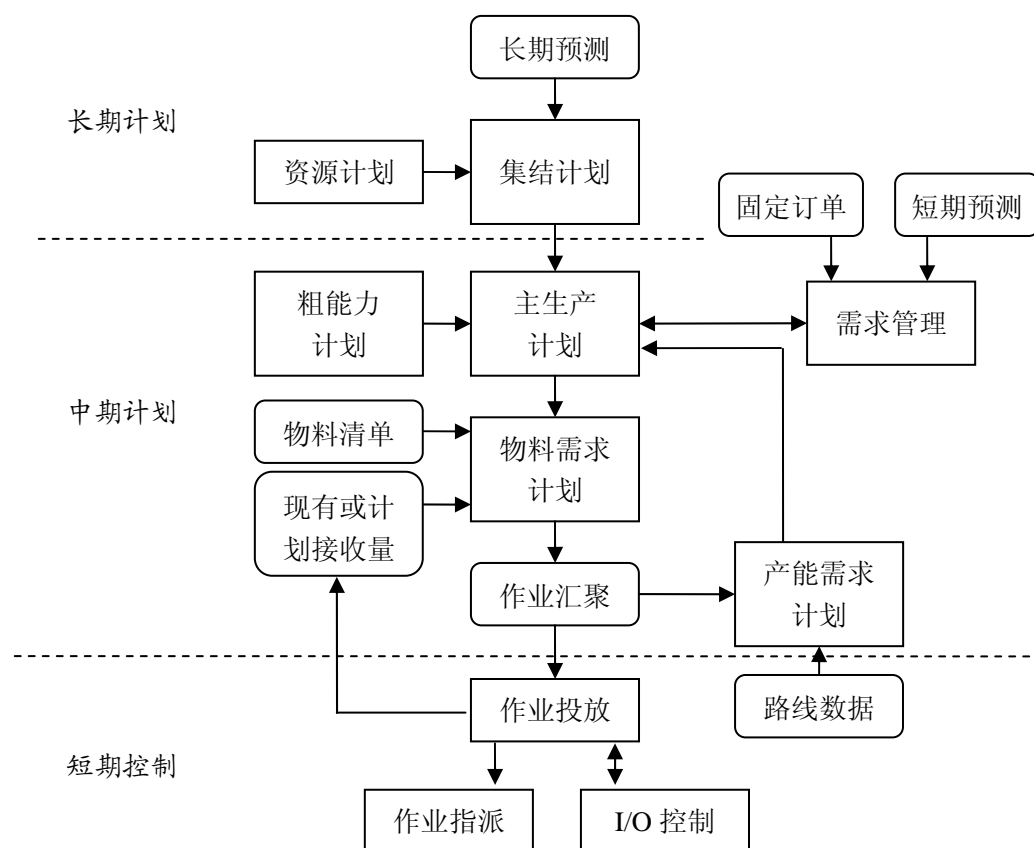 长期预测
长期计划
资源计划
集结计划
固定订单
短期预测
粗能力
计划
主生产
计划
需求管理
中期计划
物料清单
物料需求
计划
现有或计
划接收量
作业汇聚
产能需求
计划
作业投放
路线数据
短期控制
作业指派
I/O 控制